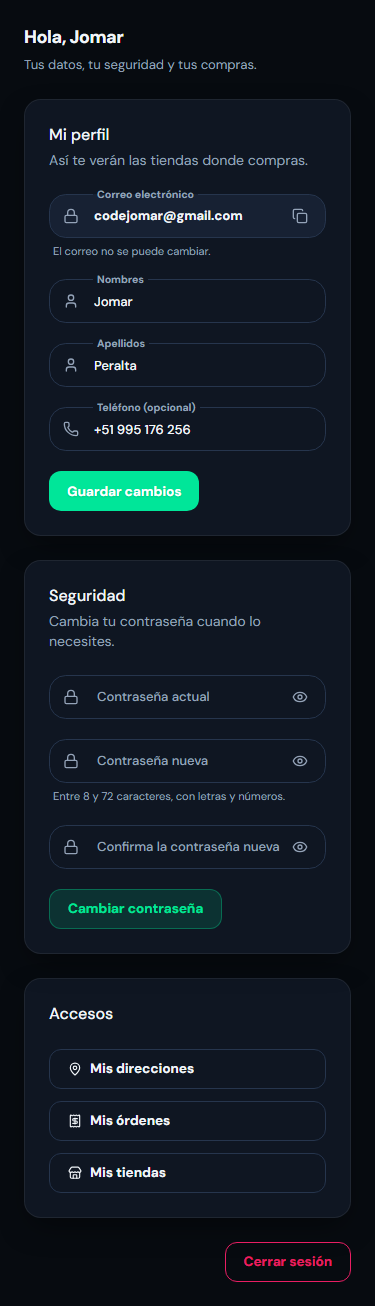 Hola, Jomar
Tus datos, tu seguridad y tus compras.
Mi perfil
Así te verán las tiendas donde compras.
Correo electrónico
codejomar@gmail.com
El correo no se puede cambiar.
Nombres
Jomar
Apellidos
Peralta
Teléfono (opcional)
+51 995 176 256
Guardar cambios
Seguridad
Cambia tu contraseña cuando lo
necesites.
Contraseña actual
Contraseña nueva
Entre 8 y 72 caracteres, con letras y números.
Confirma la contraseña nueva
Cambiar contraseña
Accesos
Mis direcciones
Mis órdenes
Mis tiendas
Cerrar sesión